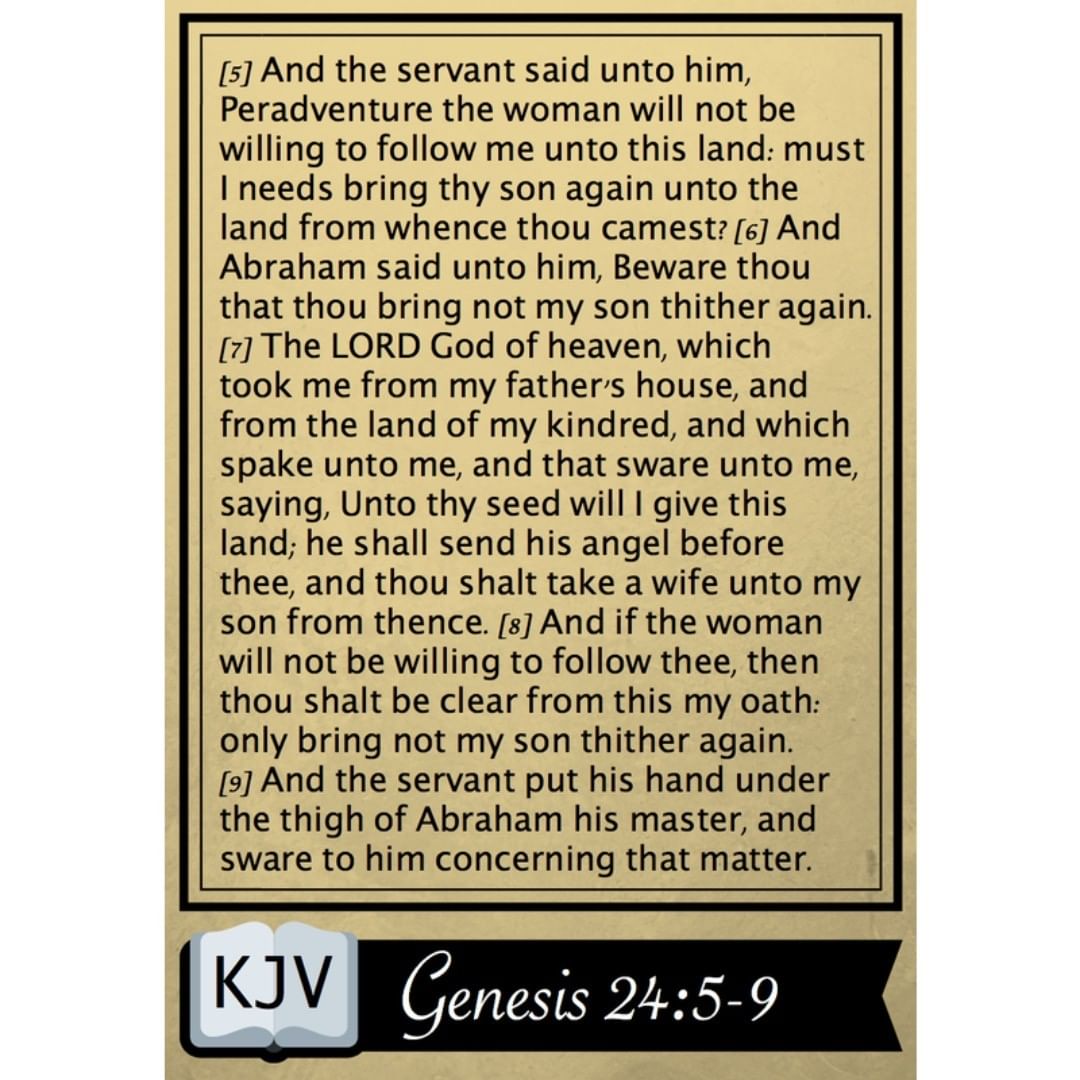 [5] And the servant said unto him,
Peradventure the woman will not be
willing to follow me unto this land: must
I needs bring thy son again unto the
land from whence thou camest? [6] And
Abraham said unto him, Beware thou
that thou bring not my son thither again.
[7] The LORD God of heaven, which
took me from my father's house, and
from the land of my kindred, and which
spake unto me, and that sware unto me,
saying, Unto thy seed will I give this
land; he shall send his angel before
thee, and thou shalt take a wife unto my
son from thence. [8] And if the woman
will not be willing to follow thee, then
thou shalt be clear from this my oath:
only bring not my son thither again.
[9] And the servant put his hand under
the thigh of Abraham his master, and
sware to him concerning that matter.
KJV
Genesis 24:5-9